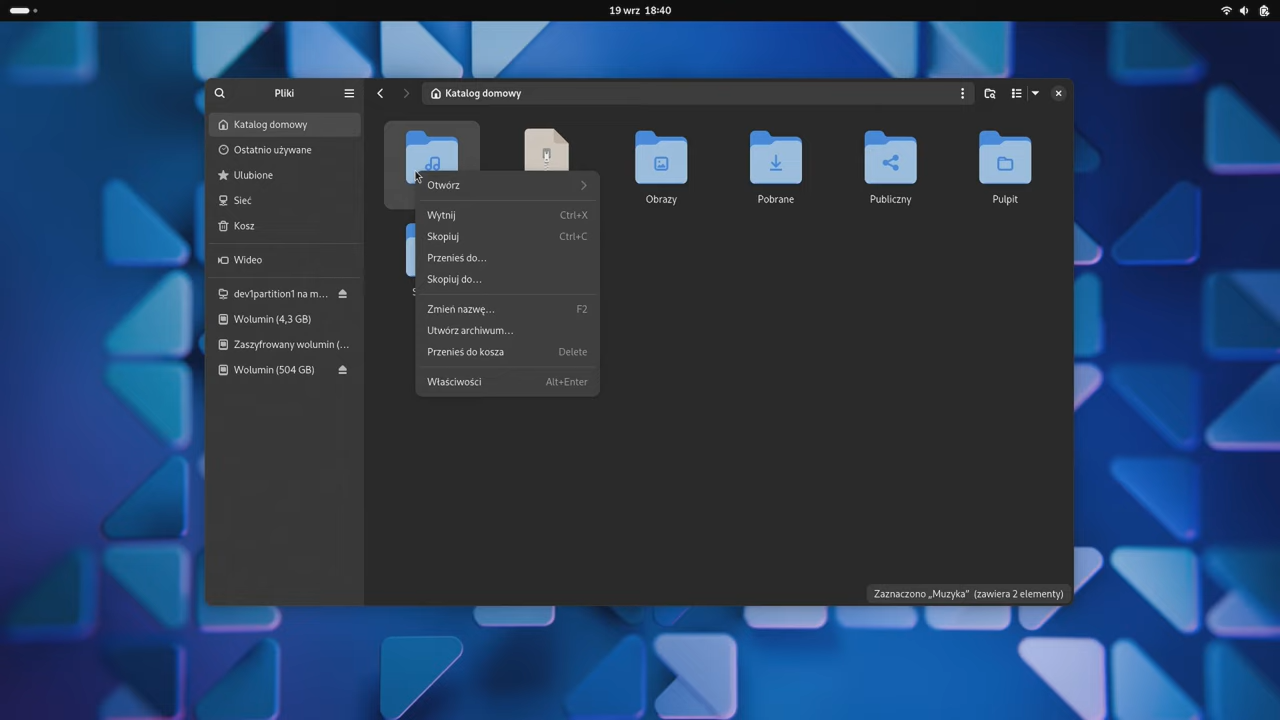 19 wrz 18:40
Pliki
Katalog domowy
Katalog domowy
Ostatnio używane
Ulubione
Sieć
Kosz
Wideo
dev1partition1 na m…
Wolumin (4,3 GB)
Zaszyfrowany wolumin (…
Wolumin (504 GB)
Obrazy
Pobrane
Publiczny
Pulpit
Otwórz
Wytnij Ctrl+X
Skopiuj Ctrl+C
Przenieś do…
Skopiuj do…
Zmień nazwę… F2
Utwórz archiwum…
Przenieś do kosza Delete
Właściwości Alt+Enter
Zaznaczono „Muzyka” (zawiera 2 elementy)